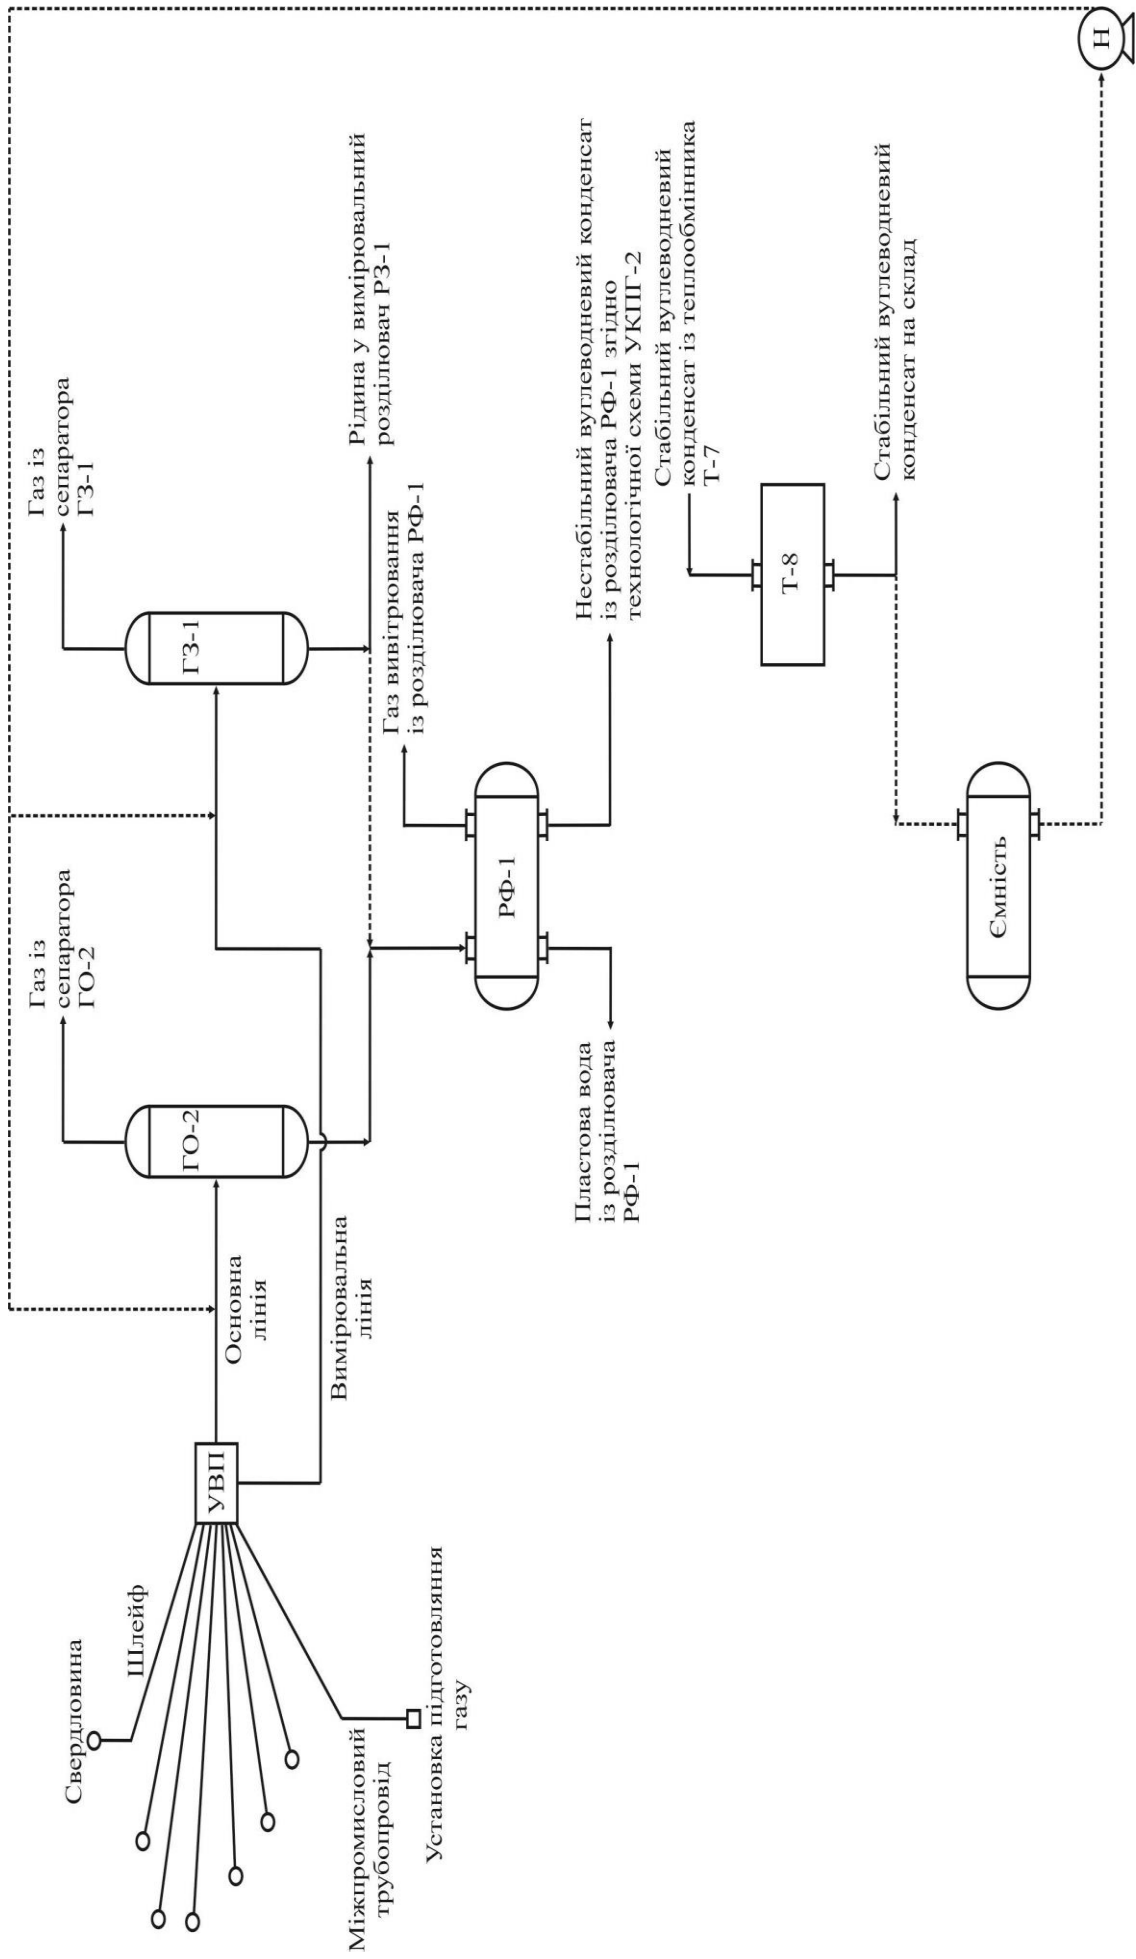 Свердловина
Шлейф
Міжпромисловий
трубопровід
Установка підготовляння
газу
УВП
Основна
лінія
Вимірювальна
лінія
Газ із
сепаратора
ГО-2
ГО-2
Газ із
сепаратора
ГЗ-1
ГЗ-1
Рідина у вимірювальний
розділювач РЗ-1
Газ вивітрювання
із розділювача РФ-1
РФ-1
Пластова вода
із розділювача
РФ-1
Нестабільний вуглеводневий конденсат
із розділювача РФ-1 згідно
технологічної схеми УКПГ-2
Стабільний вуглеводневий
конденсат із теплообмінника
Т-7
Т-8
Стабільний вуглеводневий
конденсат на склад
Ємність
Н